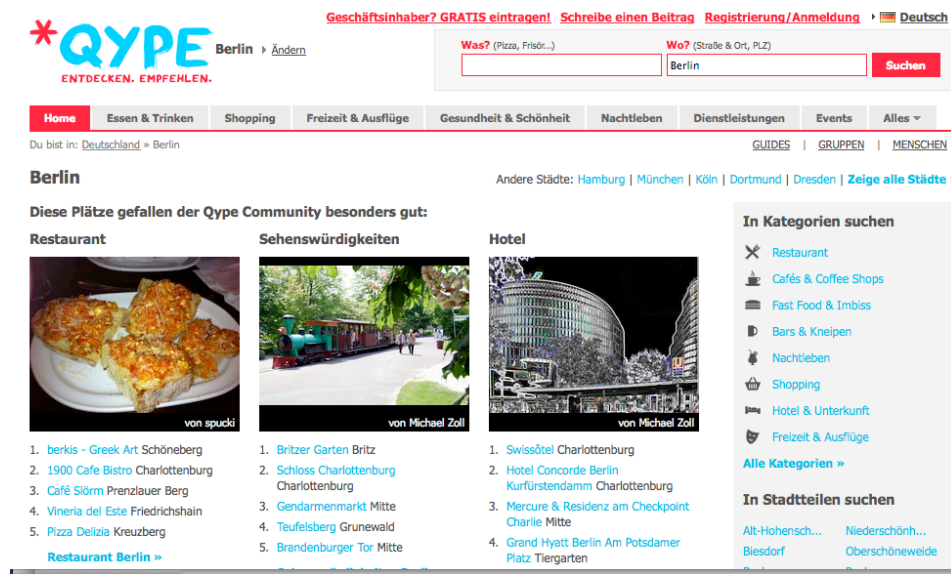 Geschäftsinhaber? GRATIS eintragen! Schreibe einen Beitrag Registrierung/Anmeldung Deutsch
*QYPE
ENTDECKEN. EMPFEHLEN.
Berlin Ändern
Was? (Pizza, Frisör...) Wo? (Straße & Ort, PLZ)
Berlin Suchen
Home Essen & Trinken Shopping Freizeit & Ausflüge Gesundheit & Schönheit Nachtleben Dienstleistungen Events Alles
Du bist in: Deutschland » Berlin
GUIDES | GRUPPEN | MENSCHEN
Berlin
Andere Städte: Hamburg | München | Köln | Dortmund | Dresden | Zeige alle Städte
Diese Plätze gefallen der Qype Community besonders gut:
Restaurant
von spucki
1. berkis - Greek Art Schöneberg
2. 1900 Cafe Bistro Charlottenburg
3. Café Slörm Prenzlauer Berg
4. Vineria del Este Friedrichshain
5. Pizza Delizia Kreuzberg
Restaurant Berlin »
Sehenswürdigkeiten
von Michael Zoll
1. Britzer Garten Britz
2. Schloss Charlottenburg
Charlottenburg
3. Gendarmenmarkt Mitte
4. Teufelsberg Grunewald
5. Brandenburger Tor Mitte
Hotel
von Michael Zoll
1. Swissôtel Charlottenburg
2. Hotel Concorde Berlin
Kurfürstendamm Charlottenburg
3. Mercure & Residenz am Checkpoint
Charlie Mitte
4. Grand Hyatt Berlin Am Potsdamer
Platz Tiergarten
In Kategorien suchen
Restaurant
Cafés & Coffee Shops
Fast Food & Imbiss
Bars & Kneipen
Nachtleben
Shopping
Hotel & Unterkunft
Freizeit & Ausflüge
Alle Kategorien »
In Stadtteilen suchen
Alt-Hohensch... Niederschönh...
Biesdorf Oberschöneweide